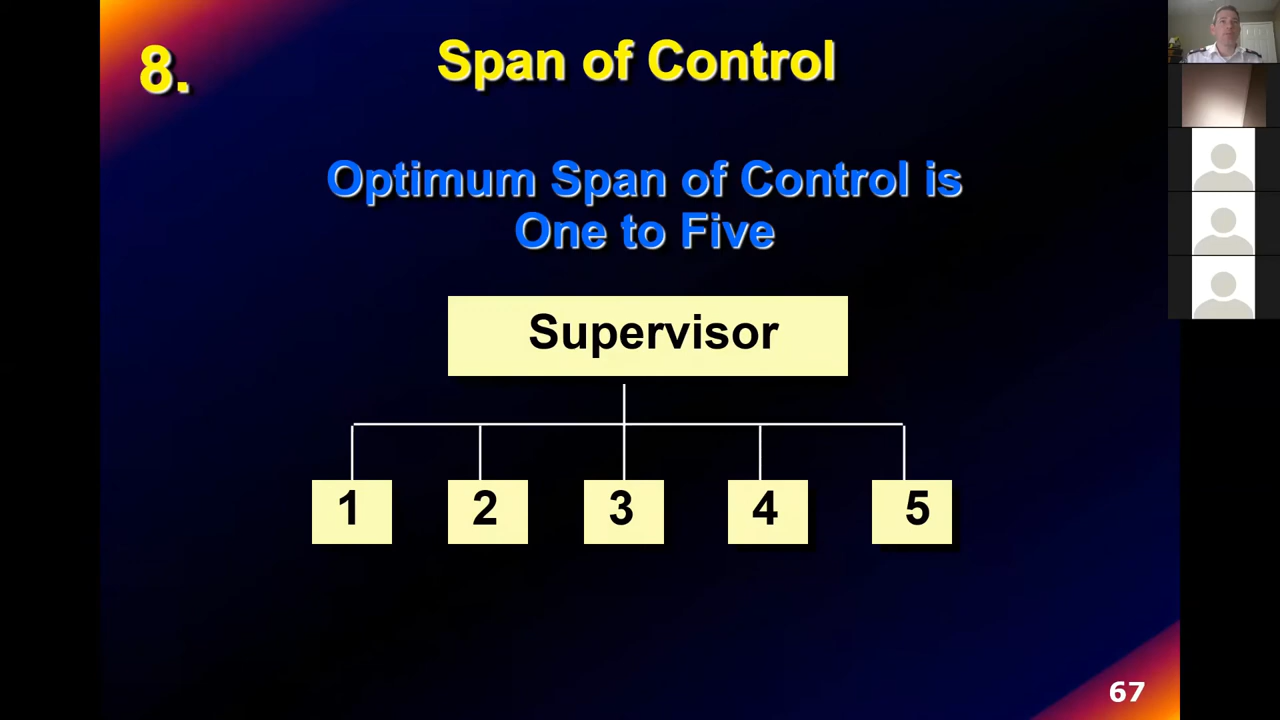 8.
Span of Control
Optimum Span of Control is
One to Five
Supervisor
1 2 3 4 5
67